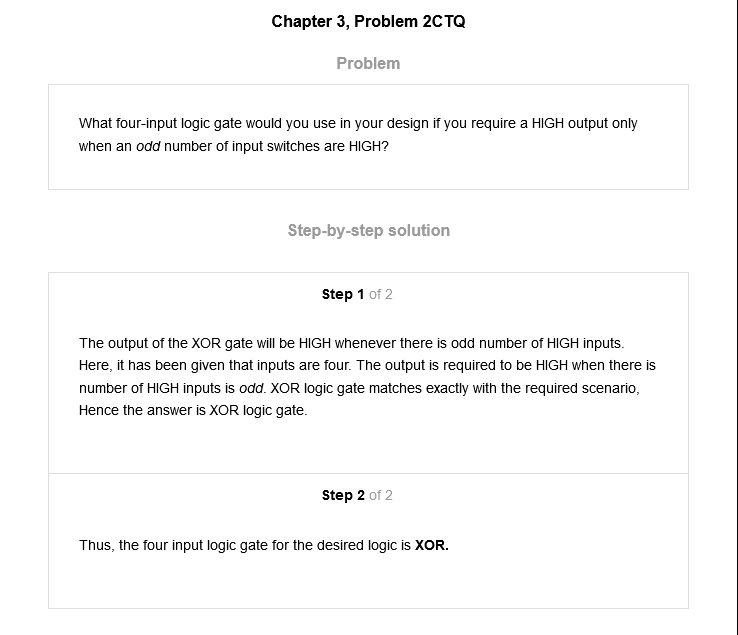 Chapter 3, Problem 2CTQ
Problem
What four-input logic gate would you use in your design if you require a HIGH output only
when an odd number of input switches are HIGH?
Step-by-step solution
Step 1 of 2
The output of the XOR gate will be HIGH whenever there is odd number of HIGH inputs.
Here, it has been given that inputs are four. The output is required to be HIGH when there is
number of HIGH inputs is odd. XOR logic gate matches exactly with the required scenario,
Hence the answer is XOR logic gate.
Step 2 of 2
Thus, the four input logic gate for the desired logic is XOR.